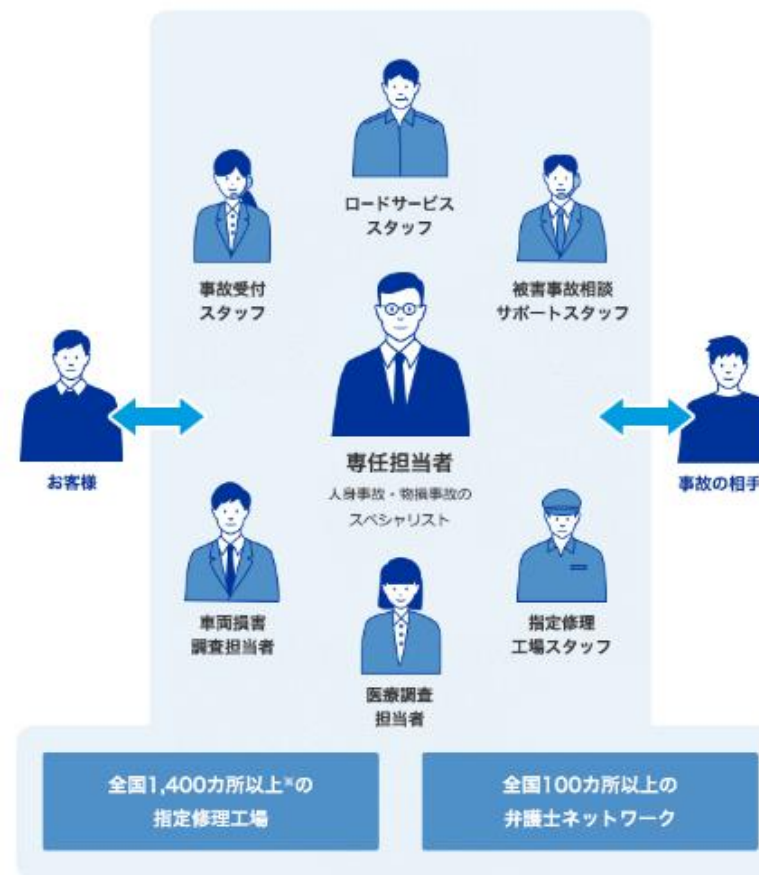 ロードサービス
スタッフ
事故受付
スタッフ
被害事故相談
サポートスタッフ
お客様
専任担当者
人身事故・物損事故の
スペシャリスト
事故の相手
車両損害
調査担当者
指定修理
工場スタッフ
医療調査
担当者
全国1,400カ所以上※の
指定修理工場
全国100カ所以上の
弁護士ネットワーク